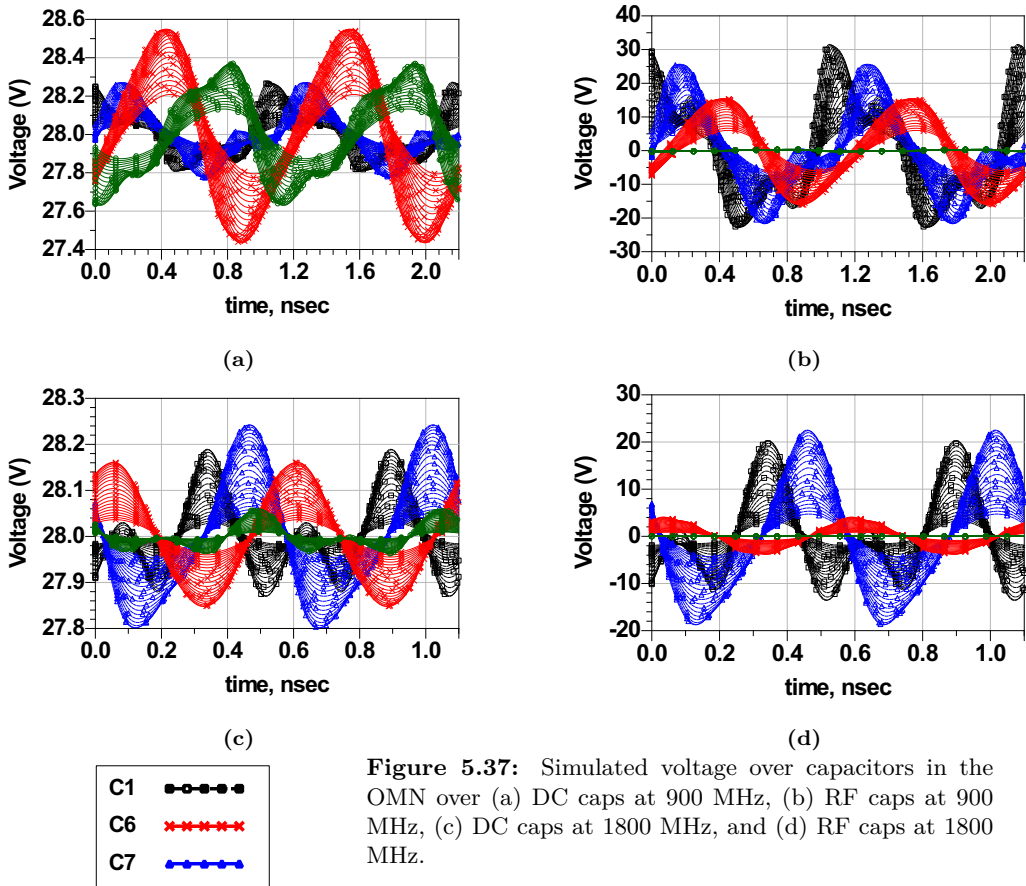 28.6
28.4
28.2
28.0
27.8
27.6
27.4
Voltage (V)
0.0 0.4 0.8 1.2 1.6 2.0
time, nsec
(a)
40
30
20
10
0
-10
-20
-30
Voltage (V)
0.0 0.4 0.8 1.2 1.6 2.0
time, nsec
(b)
28.3
28.2
28.1
28.0
27.9
27.8
Voltage (V)
0.0 0.2 0.4 0.6 0.8 1.0
time, nsec
(c)
30
20
10
0
-10
-20
Voltage (V)
0.0 0.2 0.4 0.6 0.8 1.0
time, nsec
(d)
C1
C6
C7
Figure 5.37: Simulated voltage over capacitors in the
OMN over (a) DC caps at 900 MHz, (b) RF caps at 900
MHz, (c) DC caps at 1800 MHz, and (d) RF caps at 1800
MHz.